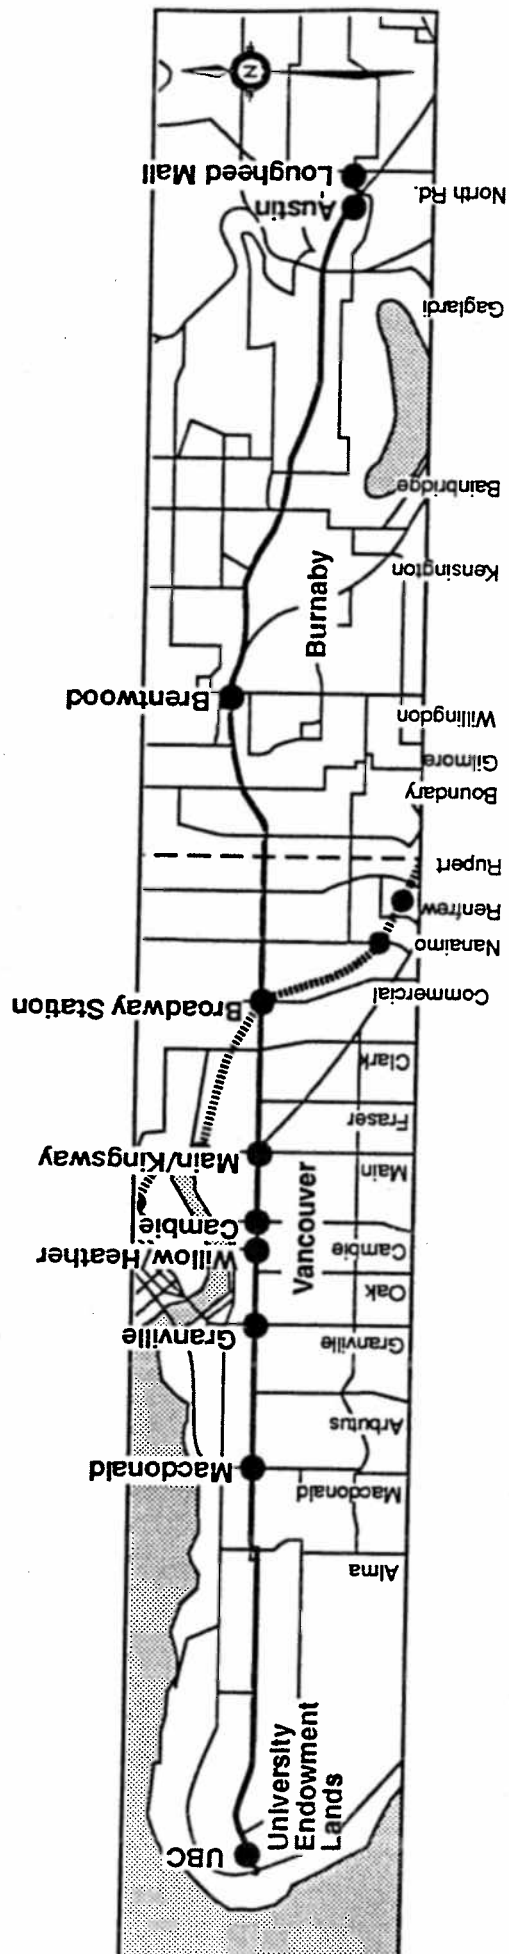 N
Lougheed Mall
Austin
North Rd.
Gaglardi
Bainbridge
Kensington
Burnaby
Brentwood
Willingdon
Gilmore
Boundary
Rupert
Renfrew
Nanaimo
Commercial
Broadway Station
Clark
Fraser
Main/Kingsway
Main
Vancouver
Cambie
Cambie
Willow Heather
Oak
Granville
Granville
Arbutus
Macdonald
Macdonald
Alma
University
Endowment
Lands
UBC